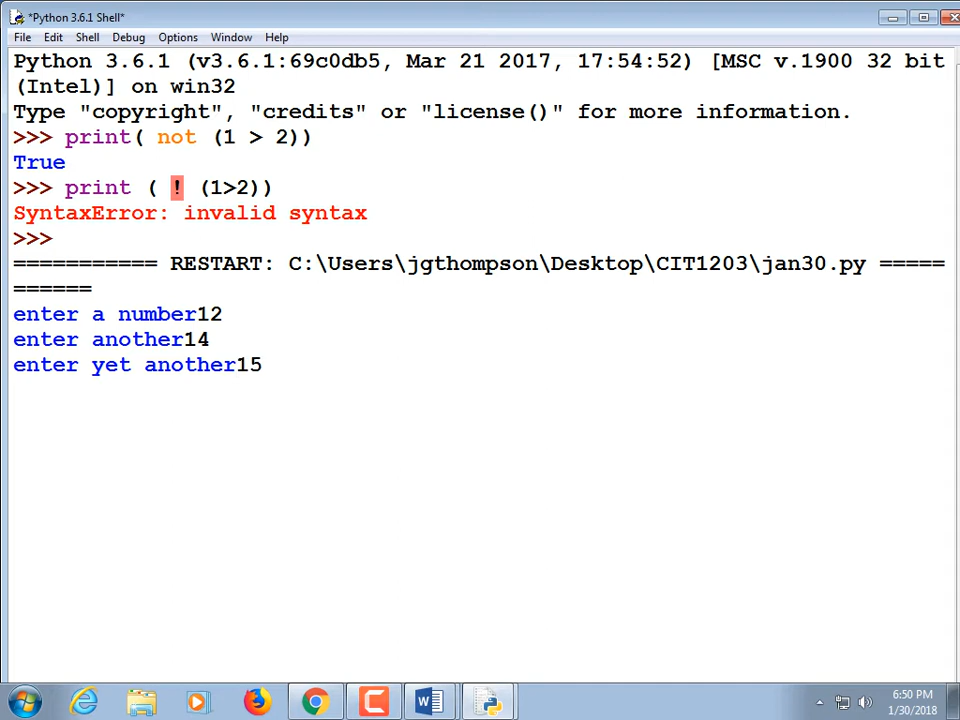 *Python 3.6.1 Shell*
File Edit Shell Debug Options Window Help
Python 3.6.1 (v3.6.1:69c0db5, Mar 21 2017, 17:54:52) [MSC v.1900 32 bit
(Intel)] on win32
Type "copyright", "credits" or "license()" for more information.
>>> print( not (1 > 2))
True
>>> print ( ! (1>2))
SyntaxError: invalid syntax
>>>
=========== RESTART: C:\Users\jgthompson\Desktop\CIT1203\jan30.py =====
======
enter a number12
enter another14
enter yet another15
6:50 PM
1/30/2018